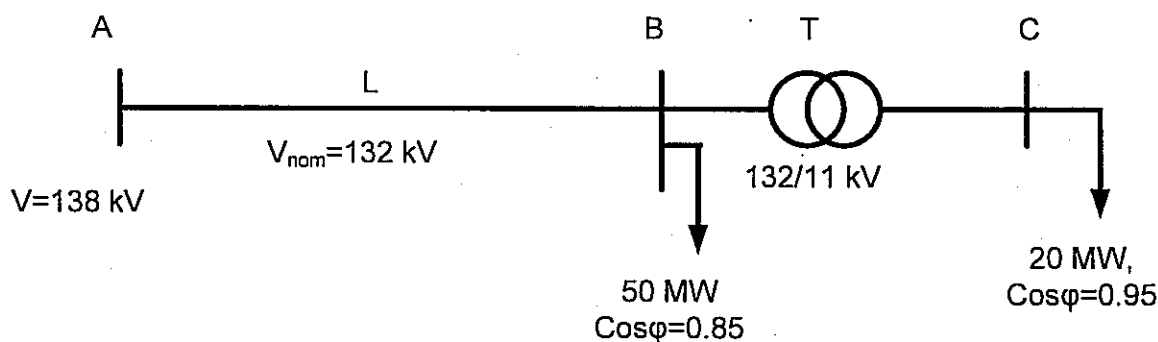 A
B
T
C
L
V_nom=132 kV
132/11 kV
V=138 kV
50 MW
Cosφ=0.85
20 MW,
Cosφ=0.95